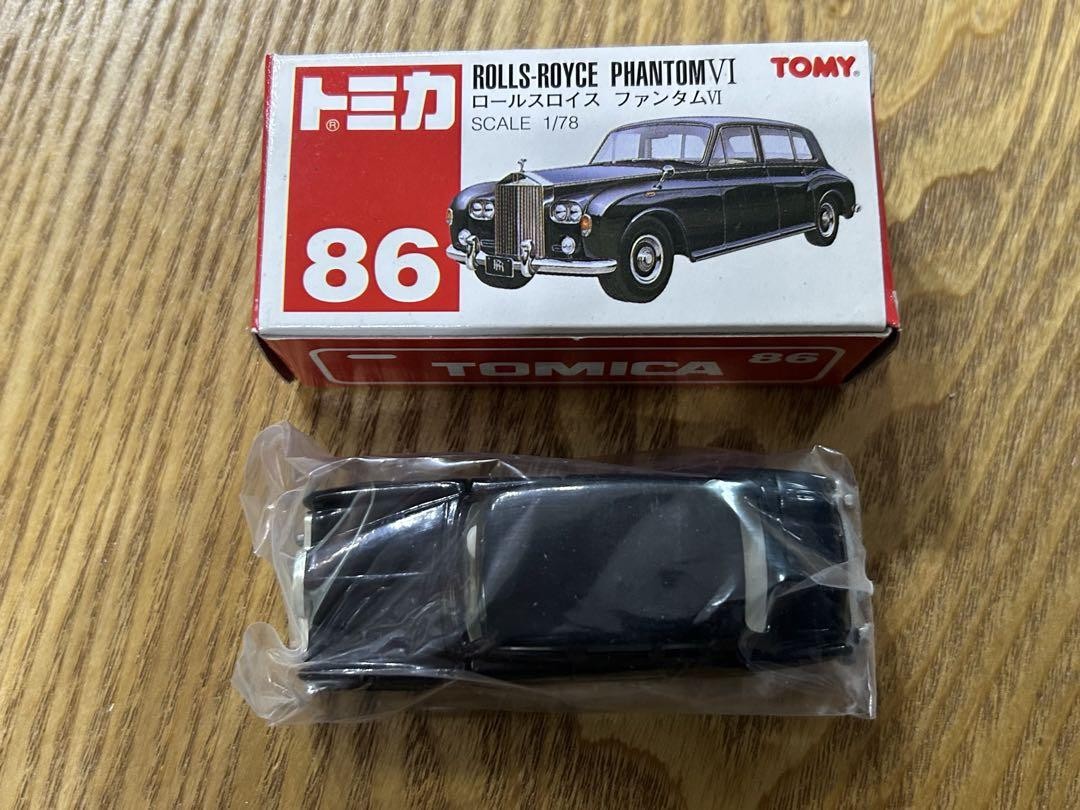 トミカ®
86
ROLLS-ROYCE PHANTOM VI
ロールスロイス ファンタムVI
SCALE 1/78
TOMY®
TOMICA
86